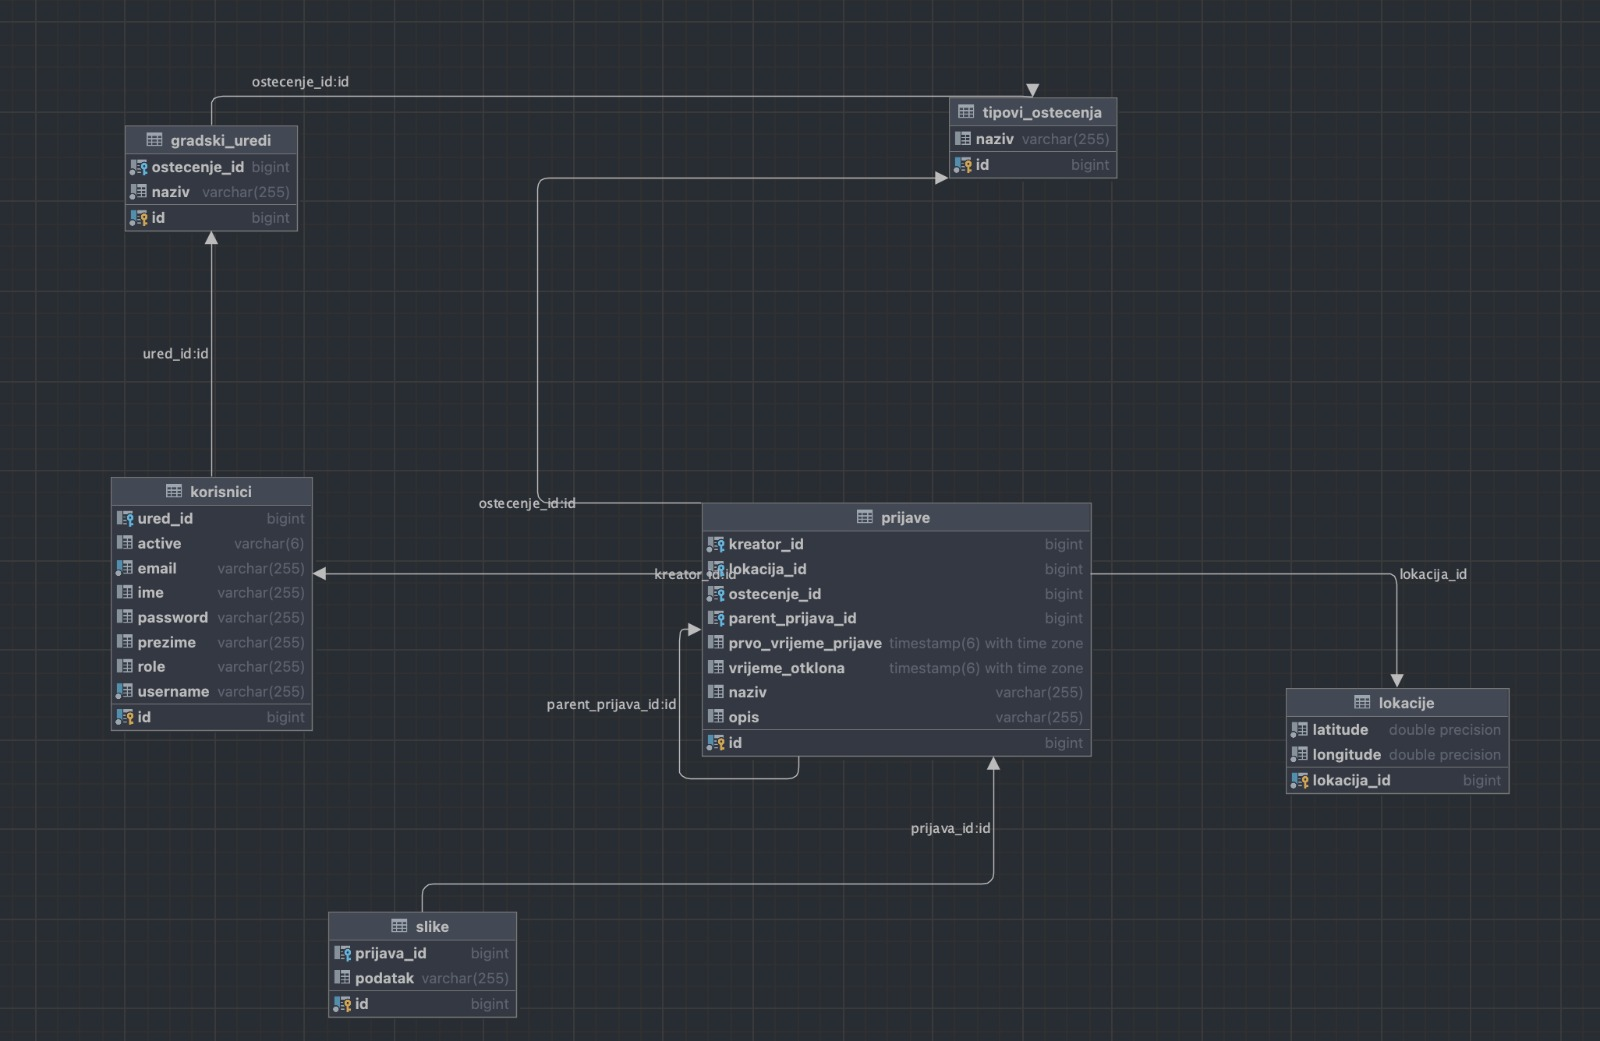 ostecenje_id:id
tipovi_ostecenja
naziv varchar(255)
id bigint
gradski_uredi
ostecenje_id bigint
naziv varchar(255)
id bigint
ured_id:id
korisnici
ured_id bigint
active varchar(6)
email varchar(255)
ime varchar(255)
password varchar(255)
prezime varchar(255)
role varchar(255)
username varchar(255)
id bigint
ostecenje_id:id
kreator_id:id
prijave
kreator_id bigint
lokacija_id bigint
ostecenje_id bigint
parent_prijava_id bigint
prvo_vrijeme_prijave timestamp(6) with time zone
vrijeme_otklona timestamp(6) with time zone
naziv varchar(255)
opis varchar(255)
id bigint
parent_prijava_id:id
lokacija_id
lokacije
latitude double precision
longitude double precision
lokacija_id bigint
prijava_id:id
slike
prijava_id bigint
podatak varchar(255)
id bigint